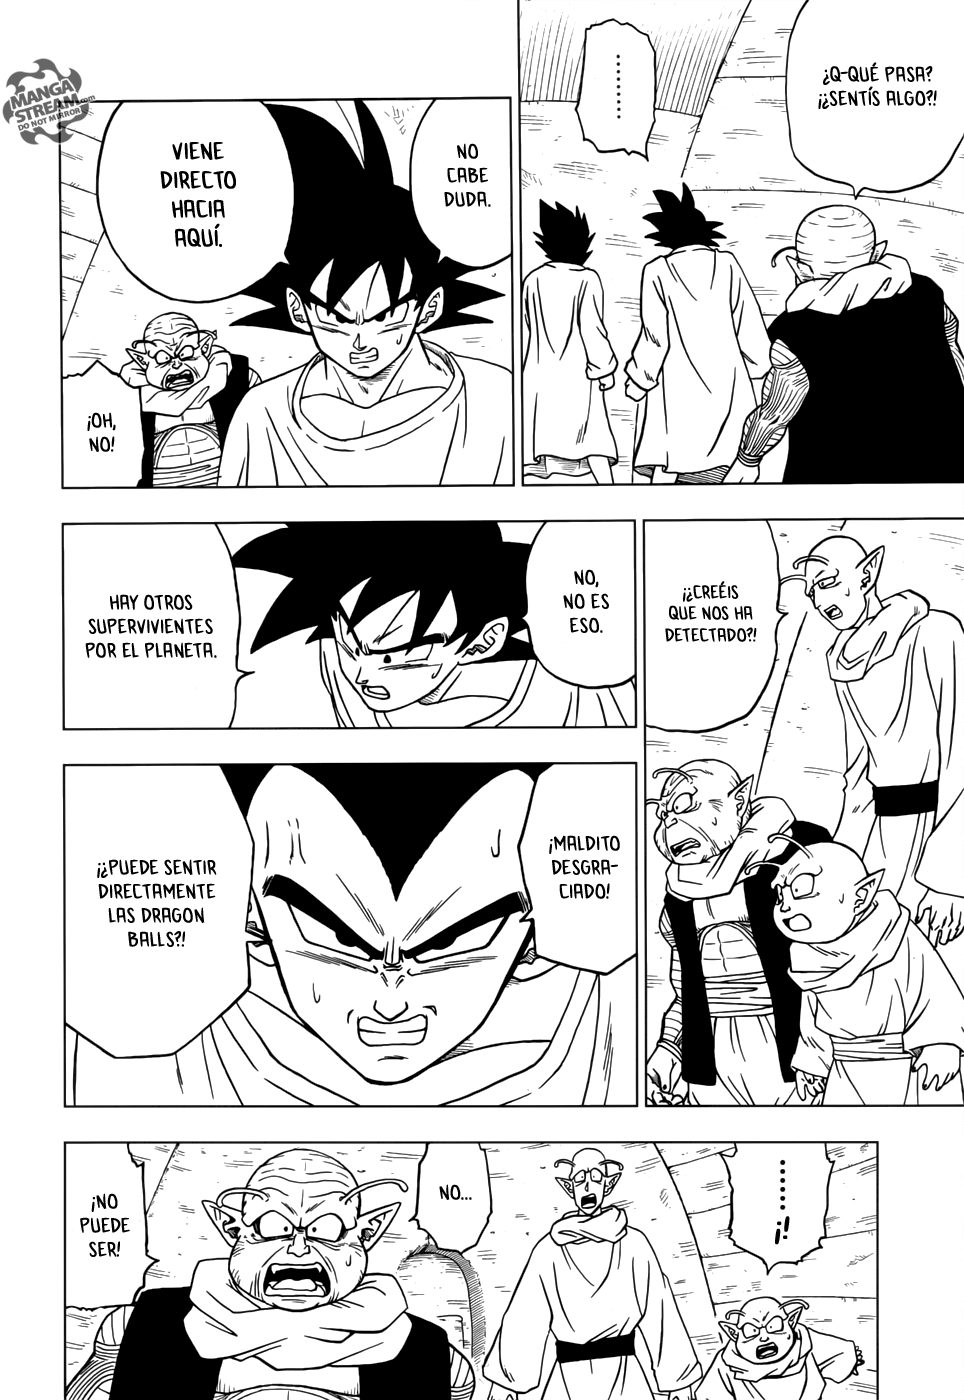 MANGA
STREAM.com
DO NOT MIRROR
¿Q-QUÉ PASA?
¡¿SENTÍS ALGO?!
........
NO
CABE
DUDA.
VIENE
DIRECTO
HACIA
AQUÍ.
¡OH,
NO!
¡¿CREÉIS
QUE NOS HA
DETECTADO?!
NO,
NO ES
ESO.
HAY OTROS
SUPERVIVIENTES
POR EL PLANETA.
¡MALDITO
DESGRA-
CIADO!
¡¿PUEDE SENTIR
DIRECTAMENTE
LAS DRAGON
BALLS?!
......¡!
NO...
¡NO
PUEDE
SER!